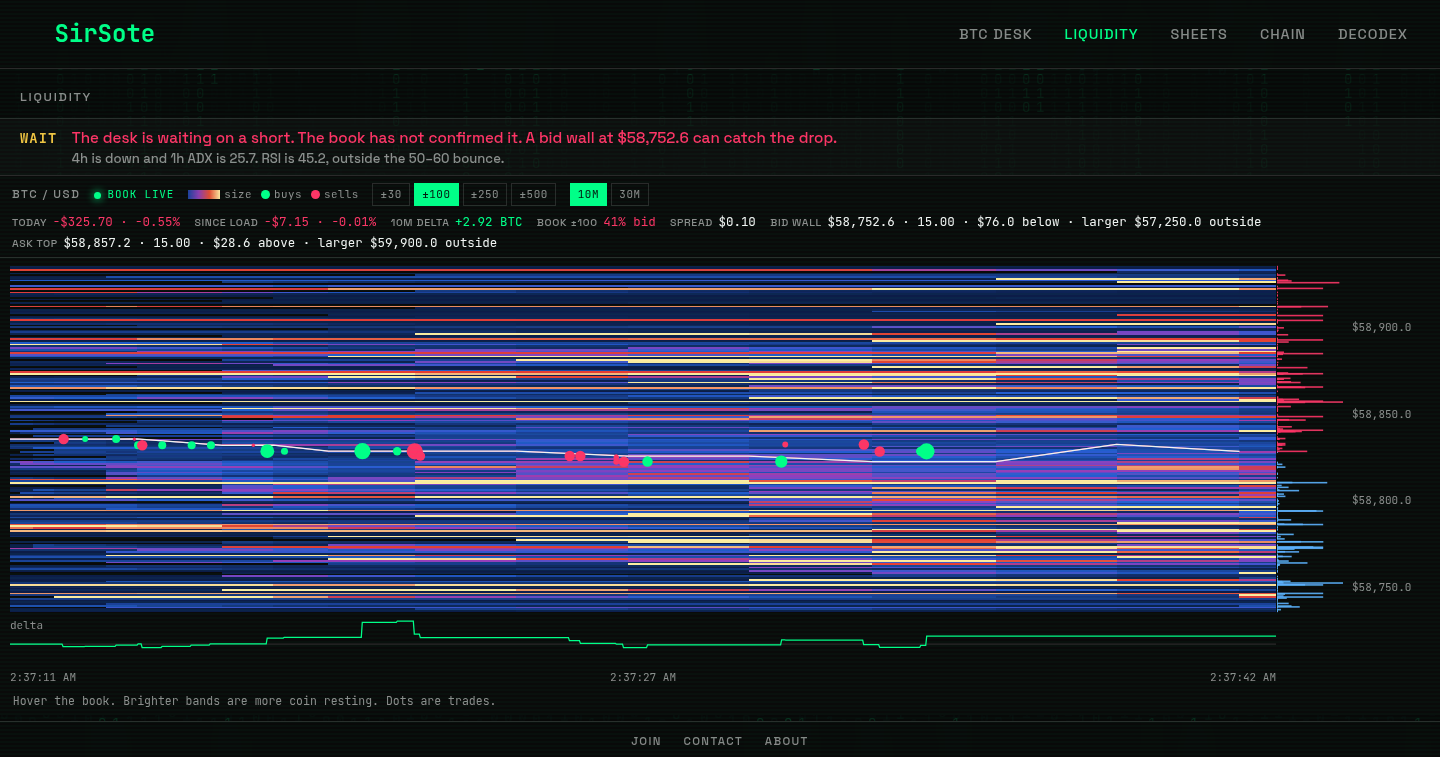 SirSote
BTC DESK LIQUIDITY SHEETS CHAIN DECODEX
LIQUIDITY
WAIT The desk is waiting on a short. The book has not confirmed it. A bid wall at $58,752.6 can catch the drop.
4h is down and 1h ADX is 25.7. RSI is 45.2, outside the 50–60 bounce.
BTC / USD BOOK LIVE size buys sells ±30 ±100 ±250 ±500 10M 30M
TODAY -$325.70 · -0.55% SINCE LOAD -$7.15 · -0.01% 10M DELTA +2.92 BTC BOOK ±100 41% bid SPREAD $0.10 BID WALL $58,752.6 · 15.00 · $76.0 below · larger $57,250.0 outside
ASK TOP $58,857.2 · 15.00 · $28.6 above · larger $59,900.0 outside
$58,900.0
$58,850.0
$58,800.0
$58,750.0
delta
2:37:11 AM 2:37:27 AM 2:37:42 AM
Hover the book. Brighter bands are more coin resting. Dots are trades.
JOIN CONTACT ABOUT